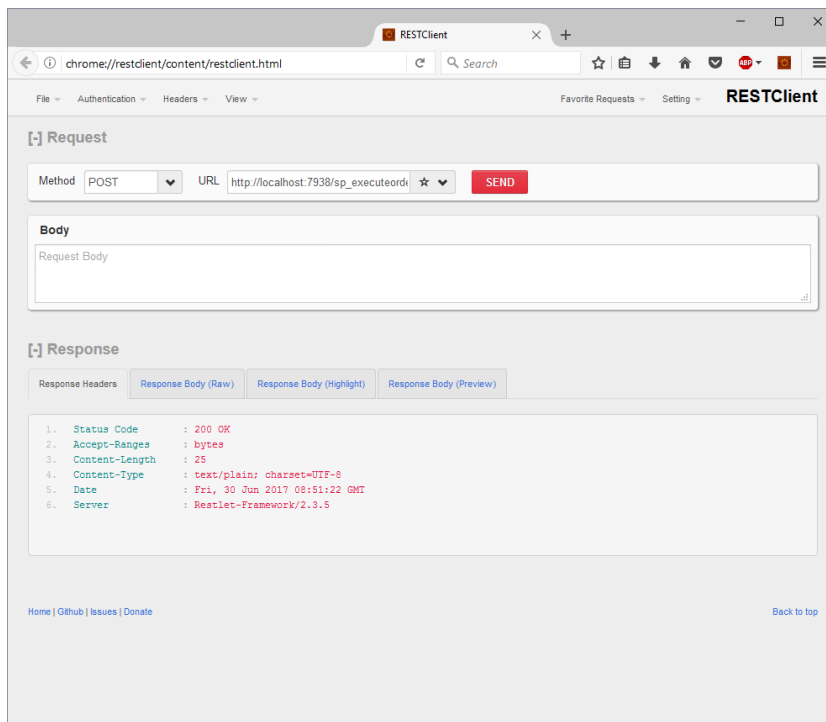 RESTClient
chrome://restclient/content/restclient.html
Search
ABP
File Authentication Headers View Favorite Requests Setting RESTClient
[-] Request
Method POST URL http://localhost:7938/sp_executeorde SEND
Body
Request Body
[-] Response
Response Headers Response Body (Raw) Response Body (Highlight) Response Body (Preview)
1. Status Code : 200 OK
2. Accept-Ranges : bytes
3. Content-Length : 25
4. Content-Type : text/plain; charset=UTF-8
5. Date : Fri, 30 Jun 2017 08:51:22 GMT
6. Server : Restlet-Framework/2.3.5
Home | Github | Issues | Donate Back to top